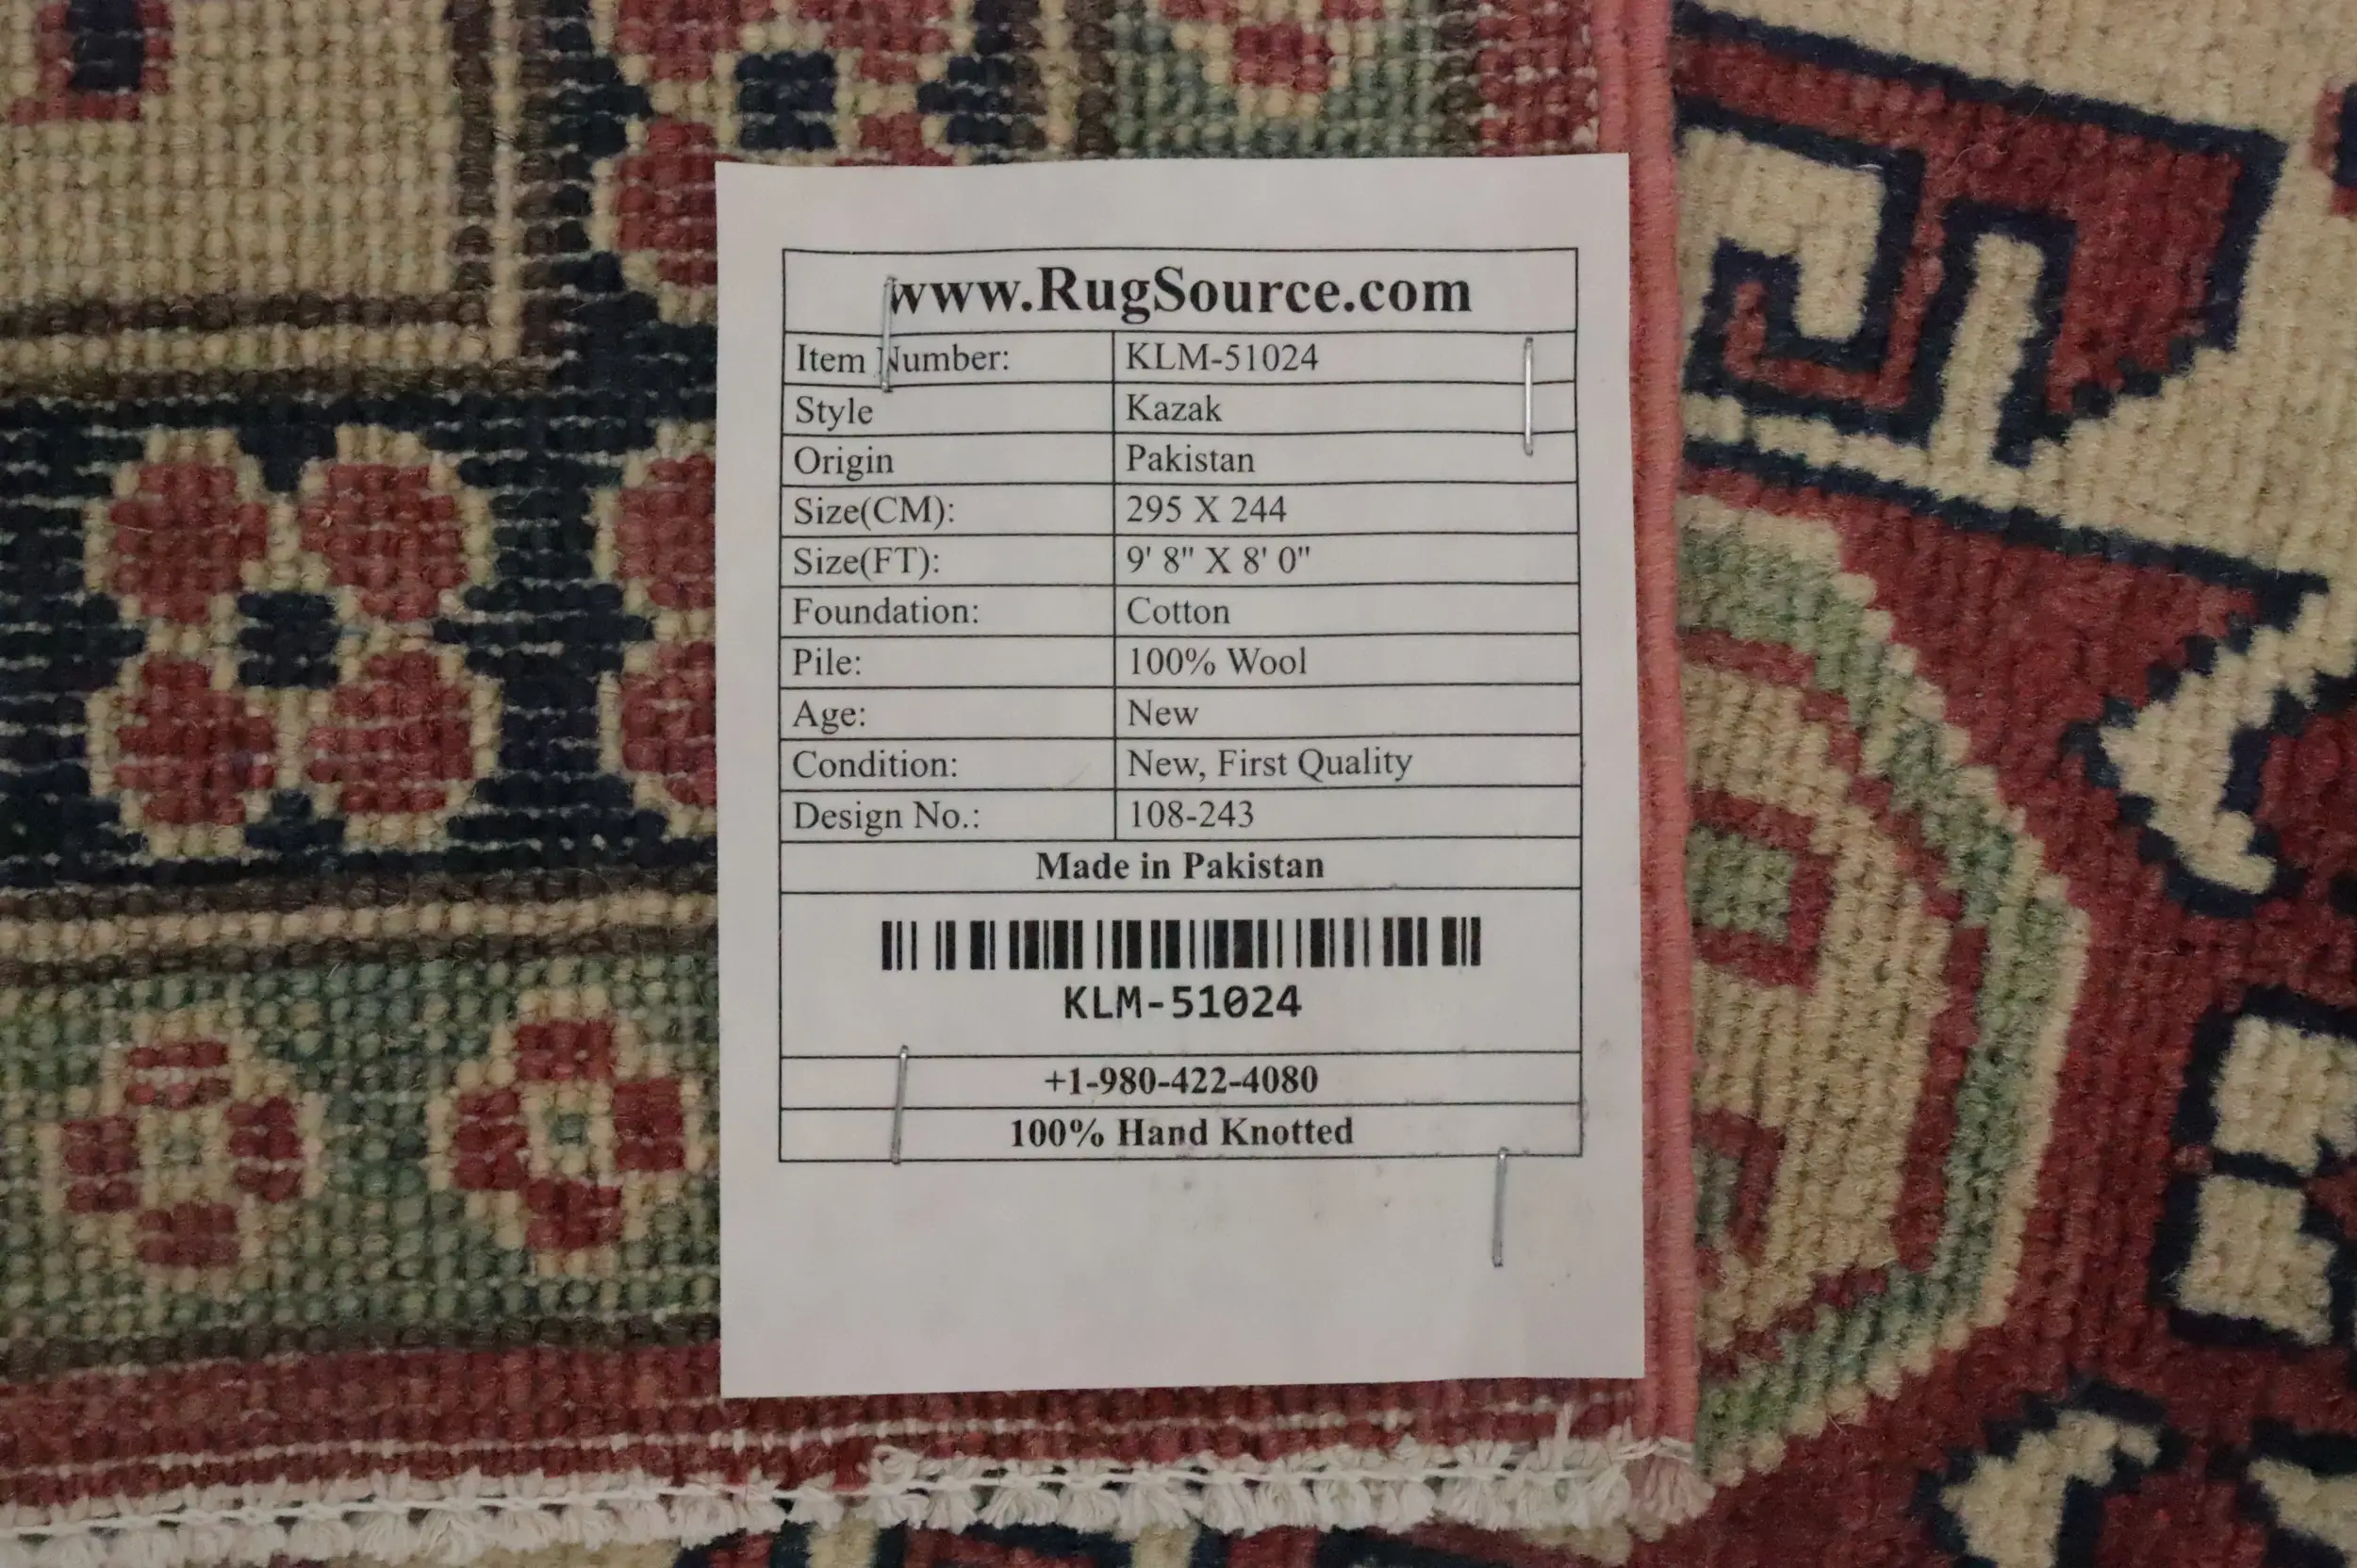 www.RugSource.com
Item Number: KLM-51024
Style Kazak
Origin Pakistan
Size(CM): 295 X 244
Size(FT): 9' 8" X 8' 0"
Foundation: Cotton
Pile: 100% Wool
Age: New
Condition: New, First Quality
Design No.: 108-243
Made in Pakistan
KLM-51024
+1-980-422-4080
100% Hand Knotted